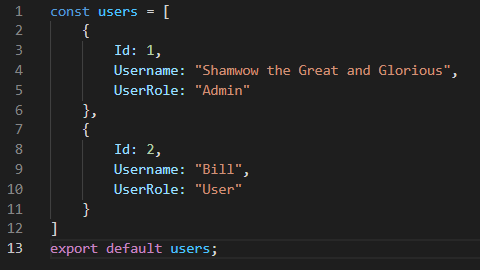 1 const users = [
2     {
3         Id: 1,
4         Username: "Shamwow the Great and Glorious",
5         UserRole: "Admin"
6     },
7     {
8         Id: 2,
9         Username: "Bill",
10         UserRole: "User"
11     }
12 ]
13 export default users;